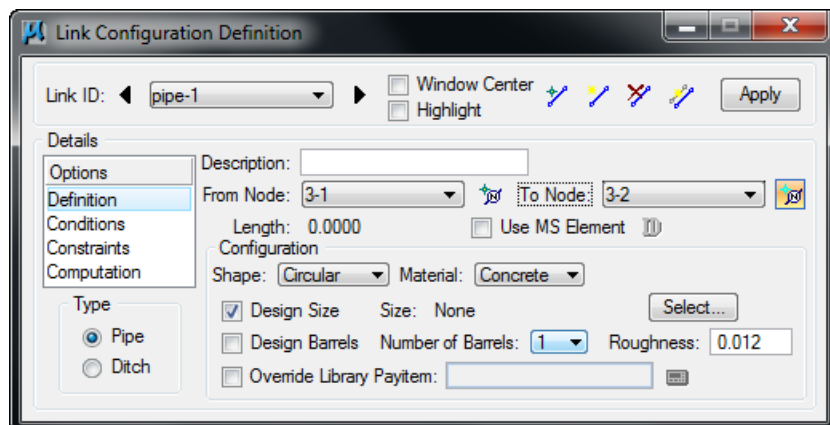 Link Configuration Definition
Link ID: pipe-1 Window Center Apply
Highlight
Details
Options
Definition
Conditions
Constraints
Computation
Type
Pipe
Ditch
Description:
From Node: 3-1 To Node: 3-2
Length: 0.0000 Use MS Element
Configuration
Shape: Circular Material: Concrete
Design Size Size: None Select...
Design Barrels Number of Barrels: 1 Roughness: 0.012
Override Library Payitem: